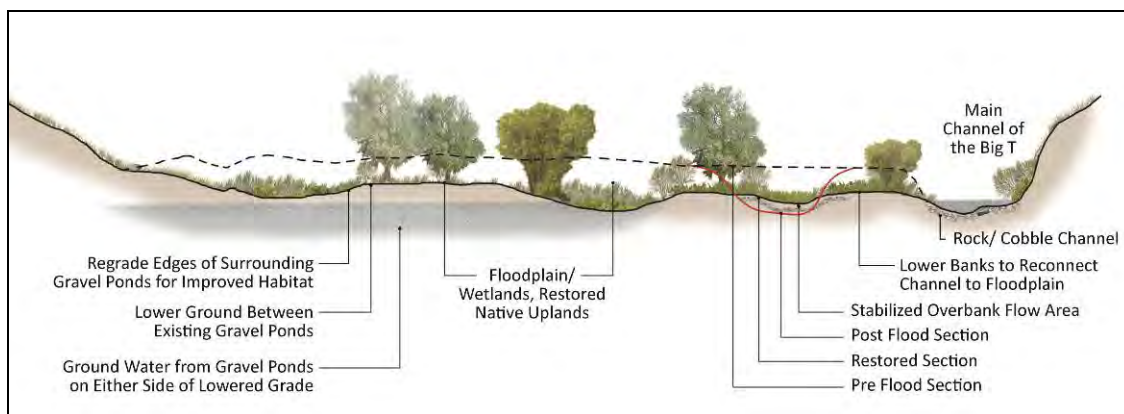 Main
Channel of
the Big T
Regrade Edges of Surrounding
Gravel Ponds for Improved Habitat
Lower Ground Between
Existing Gravel Ponds
Ground Water from Gravel Ponds
on Either Side of Lowered Grade
Floodplain/
Wetlands, Restored
Native Uplands
Rock/ Cobble Channel
Lower Banks to Reconnect
Channel to Floodplain
Stabilized Overbank Flow Area
Post Flood Section
Restored Section
Pre Flood Section